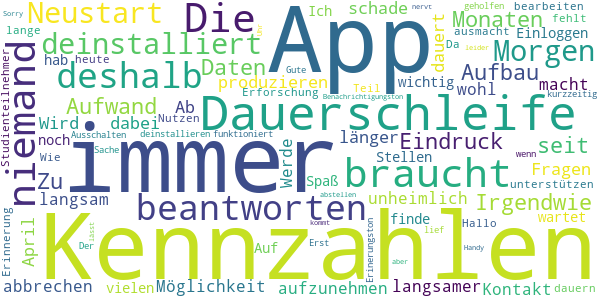 Sorry
Neustart
Die
App
Ich
schade
Monaten
geholfen
bearbeiten
nervt
fehlt
lange
deinstalliert
dauert
Da
ausmacht
Einloggen
leider
hab
heute
Daten
Gute
Teil
Morgen
niemand
deshalb
produzieren
wichtig
Aufbau
wohl
macht
Studienteilnehmer
Aufwand
Ab
Erforschung
Benachrichtigungston
kurzzeitig
Nutzen
Dauerschleife
Wird
dabei
noch
Ausschalten
deinstallieren
funktioniert
immer
Werde
länger
Eindruck
seit
Wie
Sache
Stellen
wenn
Fragen
Zu
Spaß
braucht
unterstützen
langsam
beantworten
abstellen
unheimlich
Irgendwie
Erinnerung
April
Kennzahlen
finde
Hallo
wartet
kommt
Der
lässt
Auf
Erst
lief
aber
Handy
abbrechen
vielen
Möglichkeit
aufzunehmen
Erinerungston
langsamer
Kontakt
dauern